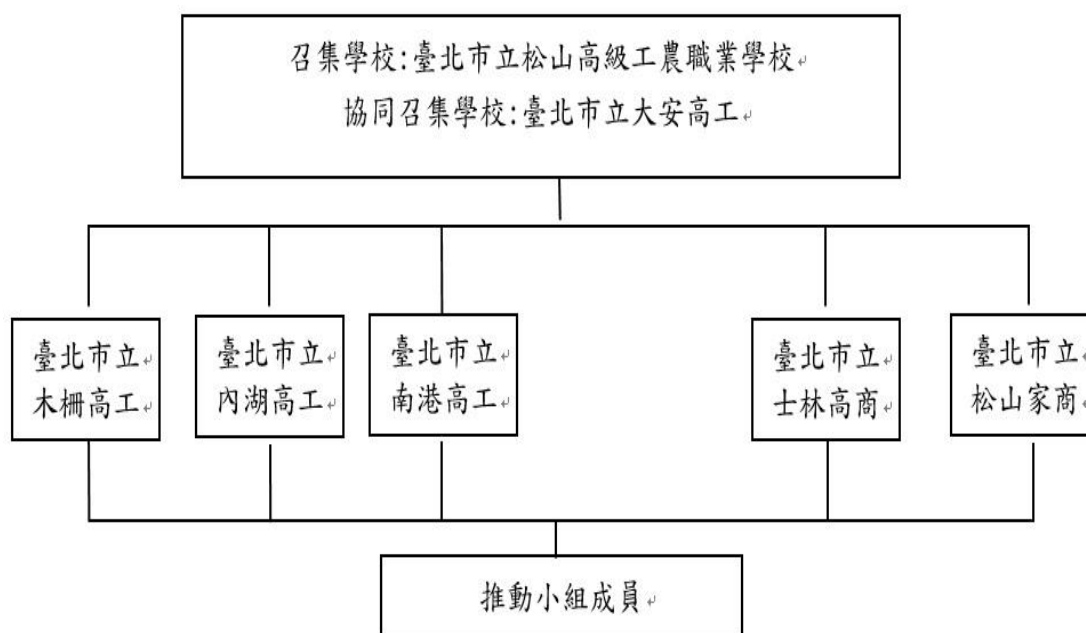 召集學校:臺北市立松山高級工農職業學校
協同召集學校:臺北市立大安高工
臺北市立
木柵高工
臺北市立
內湖高工
臺北市立
南港高工
臺北市立
士林高商
臺北市立
松山家商
推動小組成員